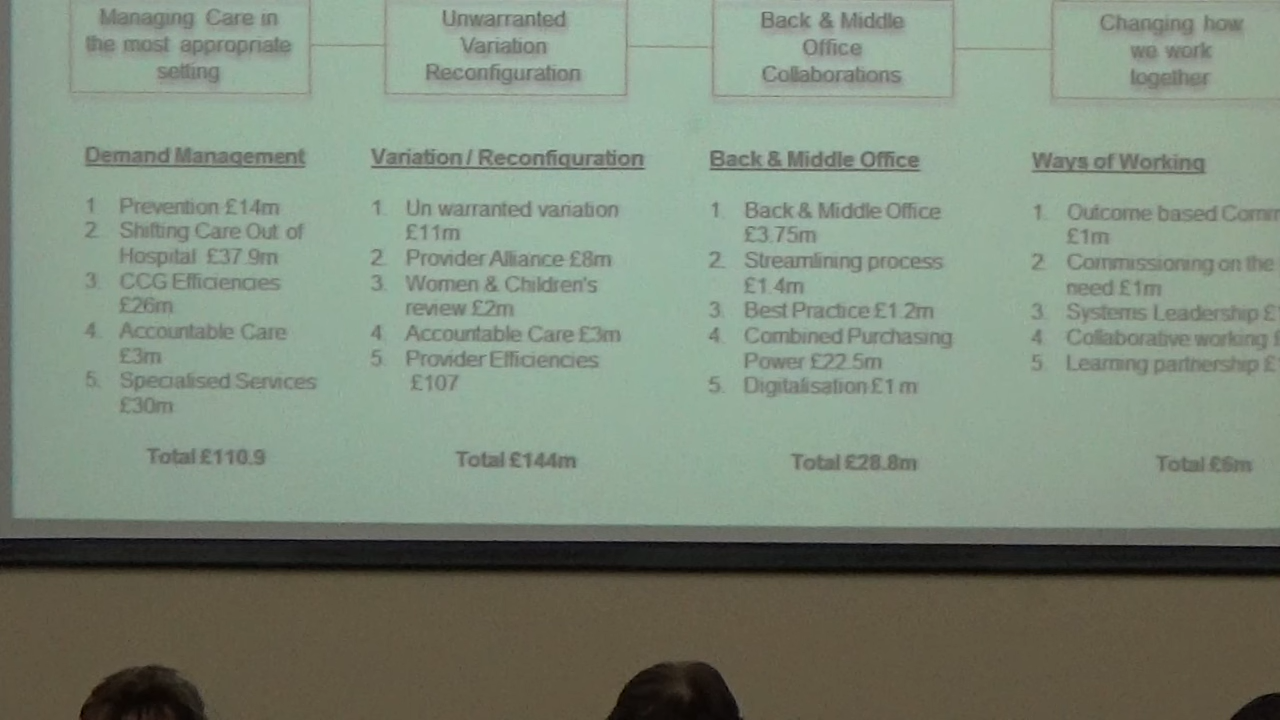 Managing Care in
the most appropriate
setting
Unwarranted
Variation
Reconfiguration
Back & Middle
Office
Collaborations
Changing how
we work
together
Demand Management
1 Prevention £14m
2. Shifting Care Out of
Hospital £37.9m
3. CCG Efficiencies
£26m
4. Accountable Care
£3m
5. Specialised Services
£30m
Total £110.9
Variation / Reconfiguration
1. Un warranted variation
£11m
2. Provider Alliance £8m
3. Women & Children's
review £2m
4. Accountable Care £3m
5. Provider Efficiencies
£107
Total £144m
Back & Middle Office
1. Back & Middle Office
£3.75m
2. Streamlining process
£1.4m
3. Best Practice £1.2m
4. Combined Purchasing
Power £22.5m
5. Digitalisation £1m
Total £28.8m
Ways of Working
1. Outcome based
£1m
2. Commissioning on the
need £1m
3. Systems Leadership £
4. Collaborative working
5. Learning partnership £
Total £6m